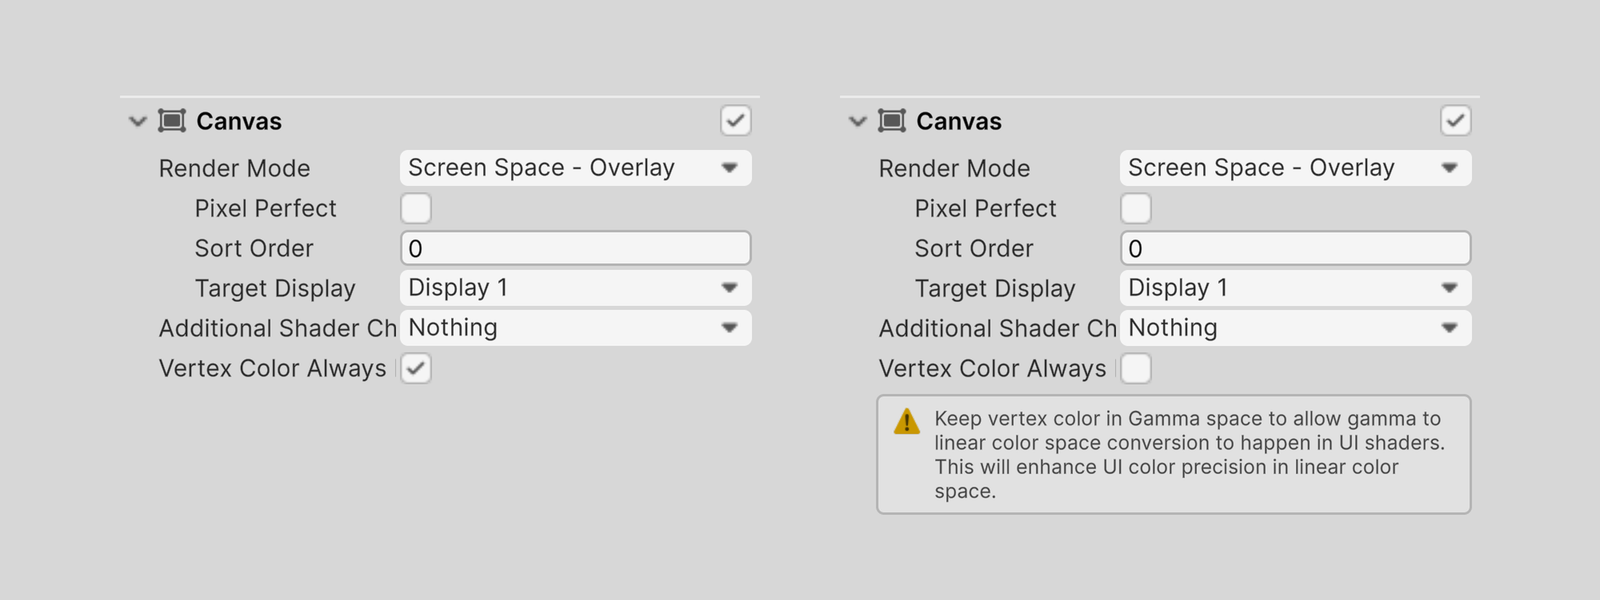 Canvas
Render Mode Screen Space - Overlay
Pixel Perfect
Sort Order 0
Target Display Display 1
Additional Shader Ch Nothing
Vertex Color Always
Canvas
Render Mode Screen Space - Overlay
Pixel Perfect
Sort Order 0
Target Display Display 1
Additional Shader Ch Nothing
Vertex Color Always
Keep vertex color in Gamma space to allow gamma to
linear color space conversion to happen in UI shaders.
This will enhance UI color precision in linear color
space.